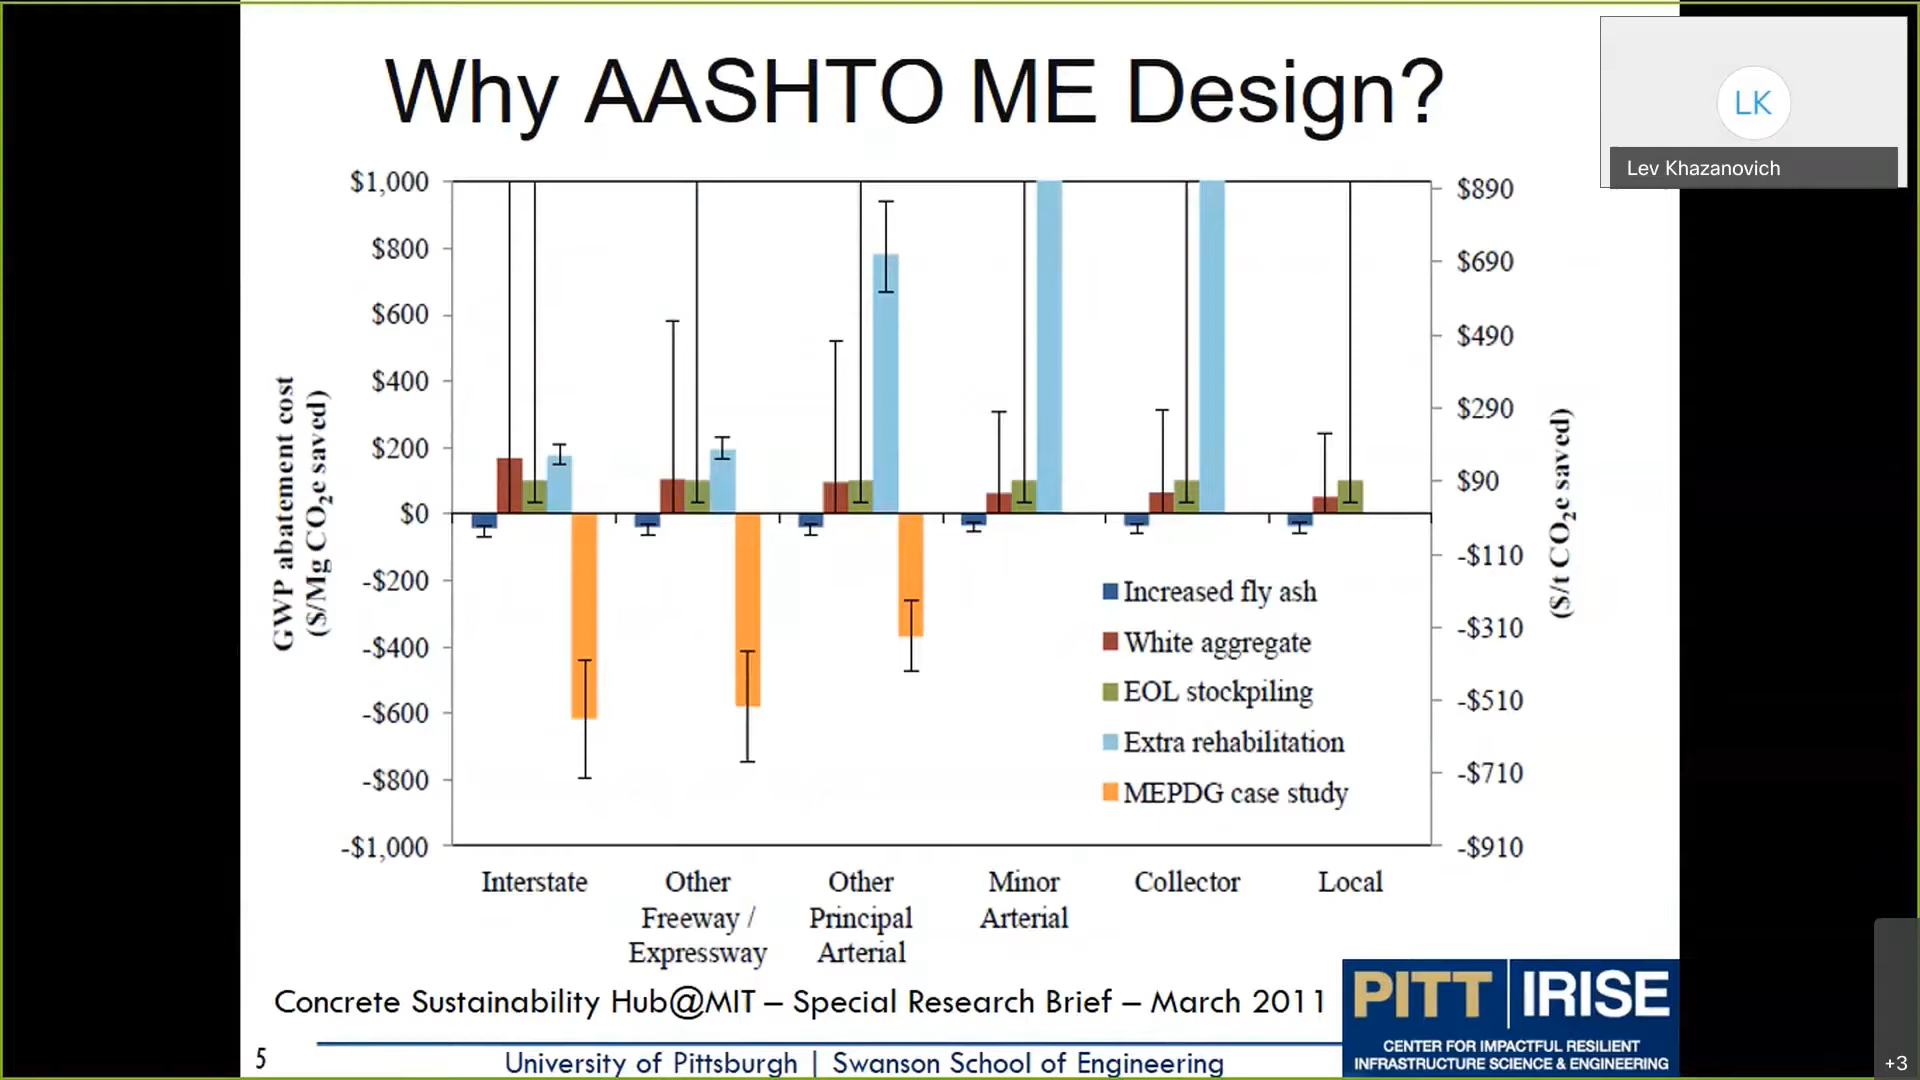 Why AASHTO ME Design?
LK
Lev Khazanovich
$1,000
$800
$600
$400
$200
$0
-$200
-$400
-$600
-$800
-$1,000
GWP abatement cost
($/Mg CO₂e saved)
$890
$690
$490
$290
$90
-$110
-$310
-$510
-$710
-$910
($/t CO₂e saved)
Increased fly ash
White aggregate
EOL stockpiling
Extra rehabilitation
MEPDG case study
Interstate
Other
Freeway /
Expressway
Other
Principal
Arterial
Minor
Arterial
Collector
Local
Concrete Sustainability Hub@MIT – Special Research Brief – March 2011
5
University of Pittsburgh | Swanson School of Engineering
PITT | IRISE
CENTER FOR IMPACTFUL RESILIENT
INFRASTRUCTURE SCIENCE & ENGINEERING
+3